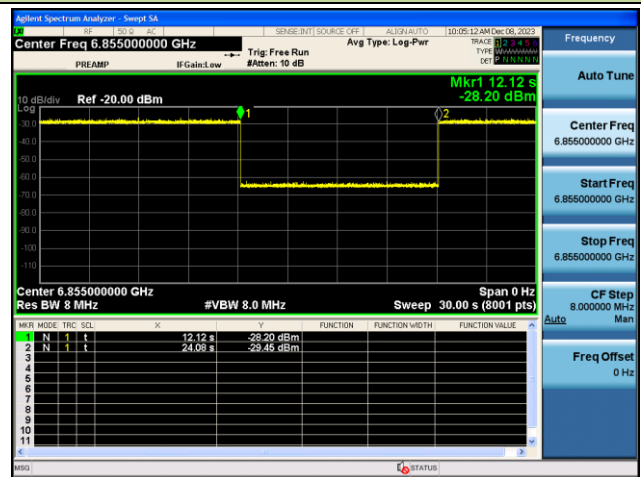 Agilent Spectrum Analyzer - Swept SA
RF 50 Ω AC SENSE:INT SOURCE OFF ALIGN AUTO 10:05:12 AM Dec 08, 2023
Center Freq 6.855000000 GHz Avg Type: Log-Pwr TRACE 1 2 3 4 5 6
Trig: Free Run TYPE
PREAMP IFGain:Low #Atten: 10 dB DET P N N N N N
Mkr1 12.12 s
10 dB/div Ref -20.00 dBm -28.20 dBm
Log
1 2
-30.0
-40.0
-50.0
-60.0
-70.0
-80.0
-90.0
-100
-110
Center 6.855000000 GHz Span 0 Hz
Res BW 8 MHz #VBW 8.0 MHz Sweep 30.00 s (8001 pts)
MKR MODE TRC SCL X Y FUNCTION FUNCTION WIDTH FUNCTION VALUE
1 N 1 t 12.12 s -28.20 dBm
2 N 1 t 24.08 s -29.45 dBm
3
4
5
6
7
8
9
10
11
MSG STATUS
Frequency
Auto Tune
Center Freq
6.855000000 GHz
Start Freq
6.855000000 GHz
Stop Freq
6.855000000 GHz
CF Step
8.000000 MHz
Auto Man
Freq Offset
0 Hz